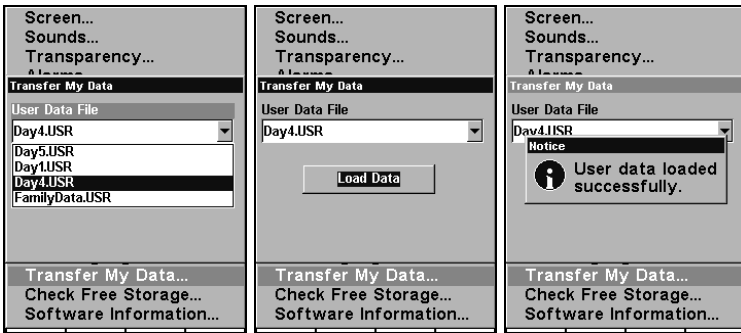 Screen...
Sounds...
Transparency...
Alarms...
Transfer My Data
User Data File
Day4.USR
Day5.USR
Day1.USR
Day4.USR
FamilyData.USR
Transfer My Data...
Check Free Storage...
Software Information...
Screen...
Sounds...
Transparency...
Alarms...
Transfer My Data
User Data File
Day4.USR
Load Data
Transfer My Data...
Check Free Storage...
Software Information...
Screen...
Sounds...
Transparency...
Alarms...
Transfer My Data
User Data File
Day4.USR
Notice
User data loaded
successfully.
Transfer My Data...
Check Free Storage...
Software Information...